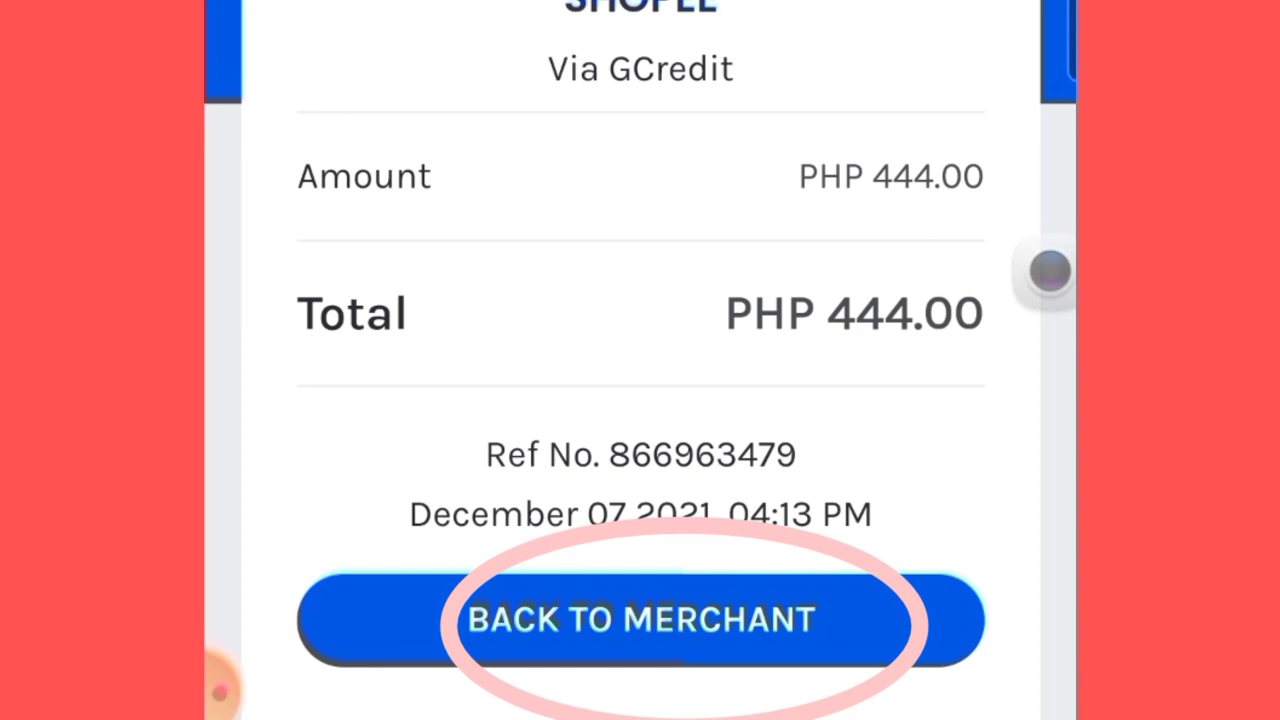 SHOPEE
Via GCredit
Amount PHP 444.00
Total PHP 444.00
Ref No. 866963479
December 07 2021, 04:13 PM
BACK TO MERCHANT